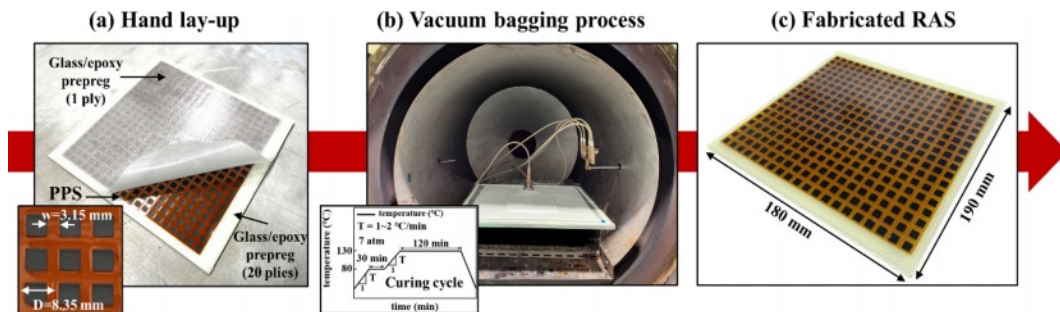 (a) Hand lay-up
Glass/epoxy
prepreg
(1 ply)
PPS
w=3.15 mm
D=8.35 mm
Glass/epoxy
prepreg
(20 plies)
(b) Vacuum bagging process
temperature (°C)
T = 1~2 °C/min
7 atm
120 min
130
30 min
80
T
1
T
1
Curing cycle
temperature (°C)
time (min)
(c) Fabricated RAS
180 mm
190 mm